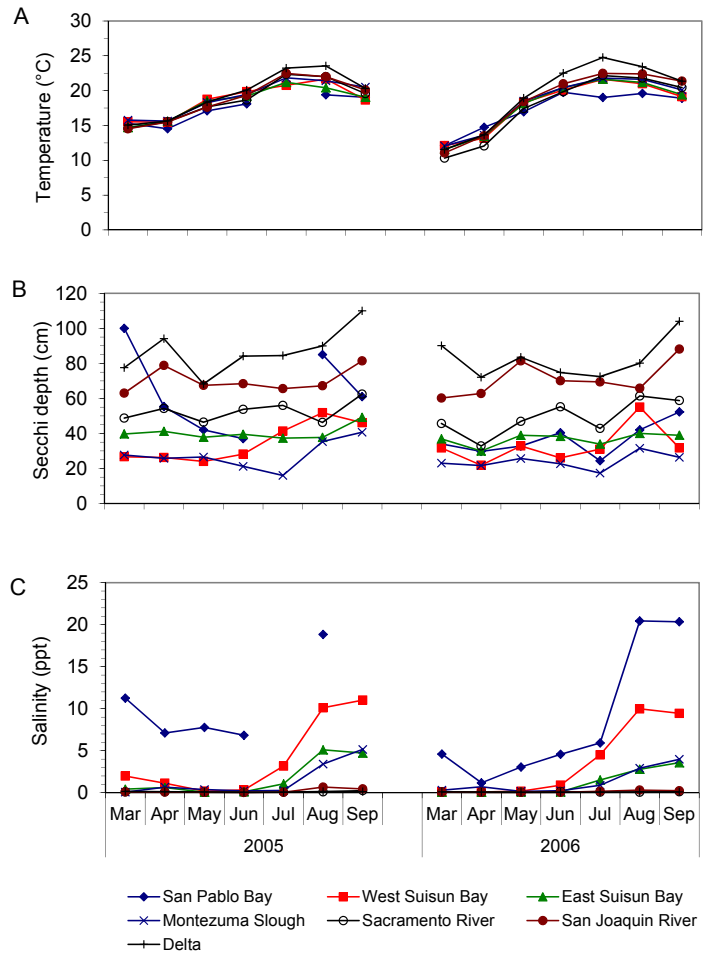 A
Temperature (°C)
30
25
20
15
10
5
0
B
Secchi depth (cm)
120
100
80
60
40
20
0
C
Salinity (ppt)
25
20
15
10
5
0
Mar Apr May Jun Jul Aug Sep Mar Apr May Jun Jul Aug Sep
2005 2006
San Pablo Bay West Suisun Bay East Suisun Bay
Montezuma Slough Sacramento River San Joaquin River
Delta